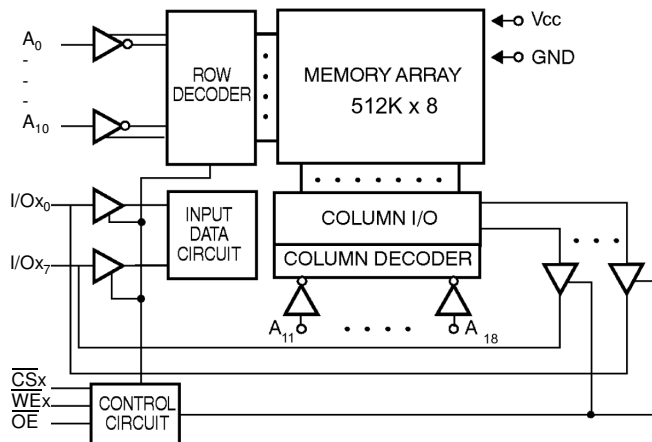 A0
-
-
-
A10
ROW
DECODER
MEMORY ARRAY
512K x 8
Vcc
GND
I/Ox0
I/Ox7
INPUT
DATA
CIRCUIT
COLUMN I/O
COLUMN DECODER
A11
A 18
CSx
WEx
OE
CONTROL
CIRCUIT